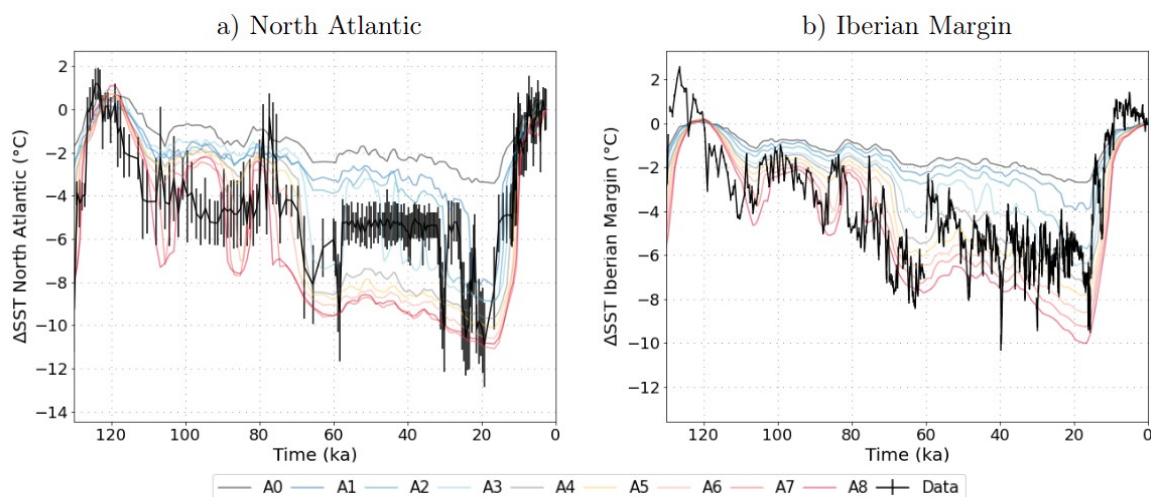 a) North Atlantic
b) Iberian Margin
ΔSST North Atlantic (°C)
2
0
−2
−4
−6
−8
−10
−12
−14
120 100 80 60 40 20 0
Time (ka)
ΔSST Iberian Margin (°C)
2
0
−2
−4
−6
−8
−10
−12
120 100 80 60 40 20 0
Time (ka)
A0 A1 A2 A3 A4 A5 A6 A7 A8 Data